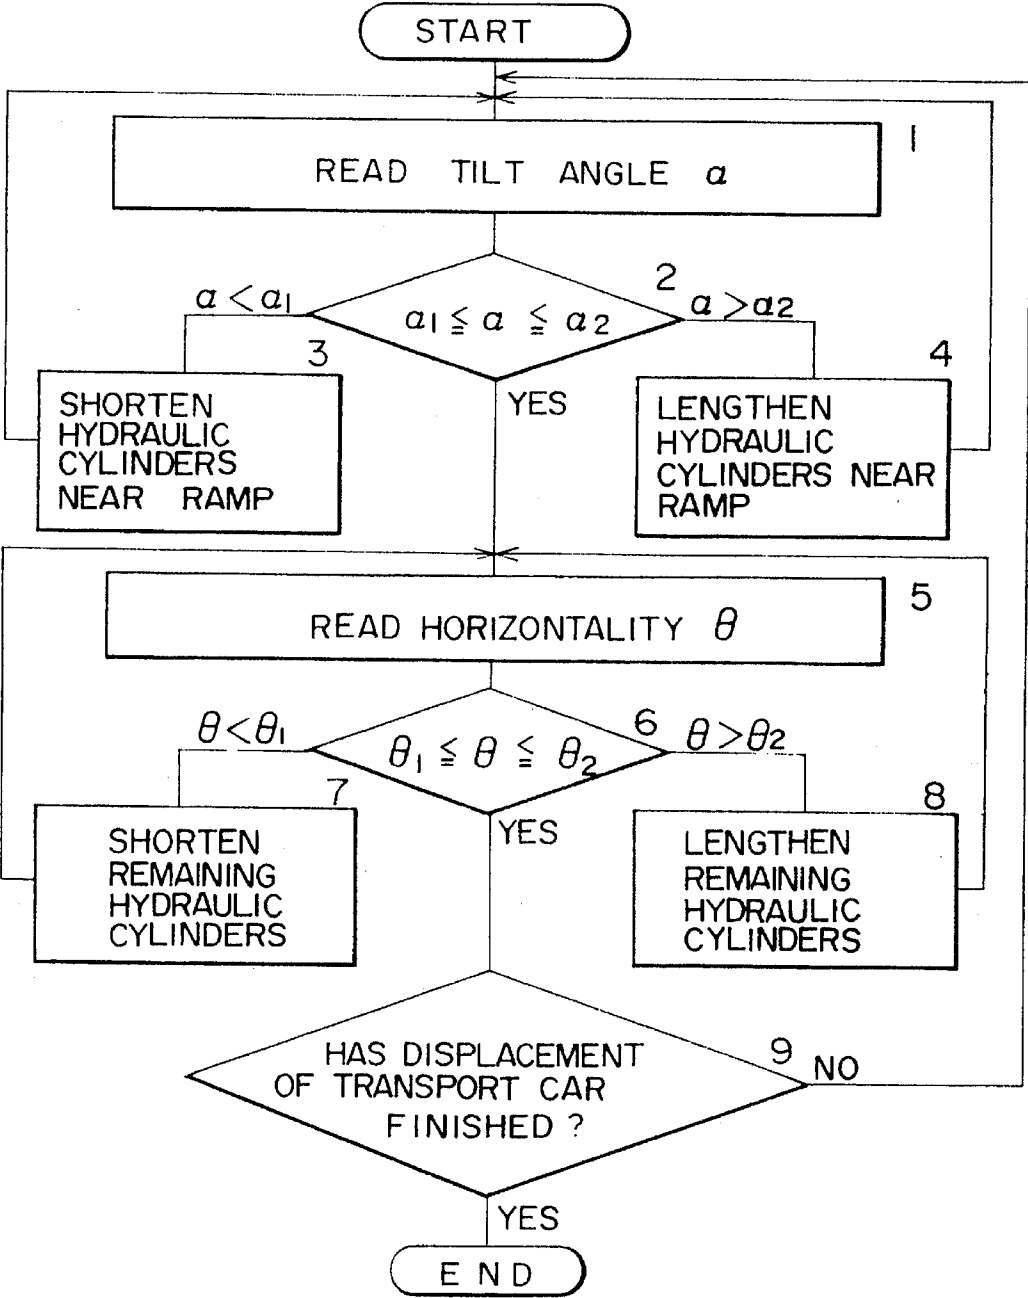 START
1
READ TILT ANGLE α
2
α < α1
α1 ≦ α ≦ α2
α > α2
3
4
YES
SHORTEN
HYDRAULIC
CYLINDERS
NEAR RAMP
LENGTHEN
HYDRAULIC
CYLINDERS NEAR
RAMP
5
READ HORIZONTALITY θ
6
θ < θ1
θ1 ≦ θ ≦ θ2
θ > θ2
7
8
YES
SHORTEN
REMAINING
HYDRAULIC
CYLINDERS
LENGTHEN
REMAINING
HYDRAULIC
CYLINDERS
9
NO
HAS DISPLACEMENT
OF TRANSPORT CAR
FINISHED ?
YES
END